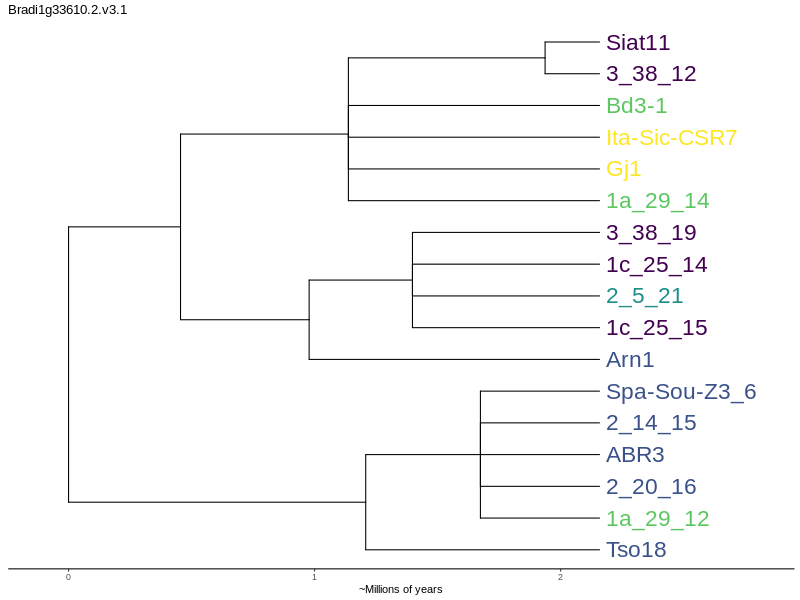 Bradi1g33610.2.v3.1
Siat11
3_38_12
Bd3-1
Ita-Sic-CSR7
Gj1
1a_29_14
3_38_19
1c_25_14
2_5_21
1c_25_15
Arn1
Spa-Sou-Z3_6
2_14_15
ABR3
2_20_16
1a_29_12
Tso18
0 1 2
~Millions of years